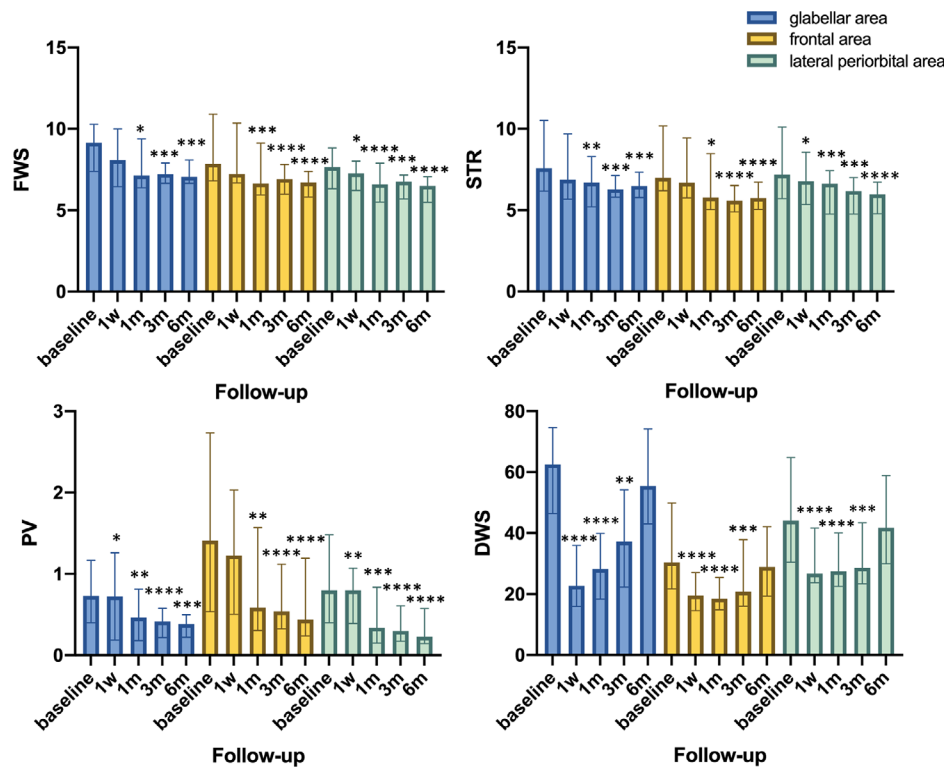 glabellar area
frontal area
lateral periorbital area
FWS
15
10
5
0
* *** *** *** **** **** * **** *** ****
baseline 1w 1m 3m 6m baseline 1w 1m 3m 6m baseline 1w 1m 3m 6m
Follow-up
STR
15
10
5
0
** *** *** * **** **** * *** *** ****
baseline 1w 1m 3m 6m baseline 1w 1m 3m 6m baseline 1w 1m 3m 6m
Follow-up
PV
3
2
1
0
* ** **** *** ** **** **** ** *** **** ****
baseline 1w 1m 3m 6m baseline 1w 1m 3m 6m baseline 1w 1m 3m 6m
Follow-up
DWS
80
60
40
20
0
**** **** ** **** **** *** **** **** ***
baseline 1w 1m 3m 6m baseline 1w 1m 3m 6m baseline 1w 1m 3m 6m
Follow-up